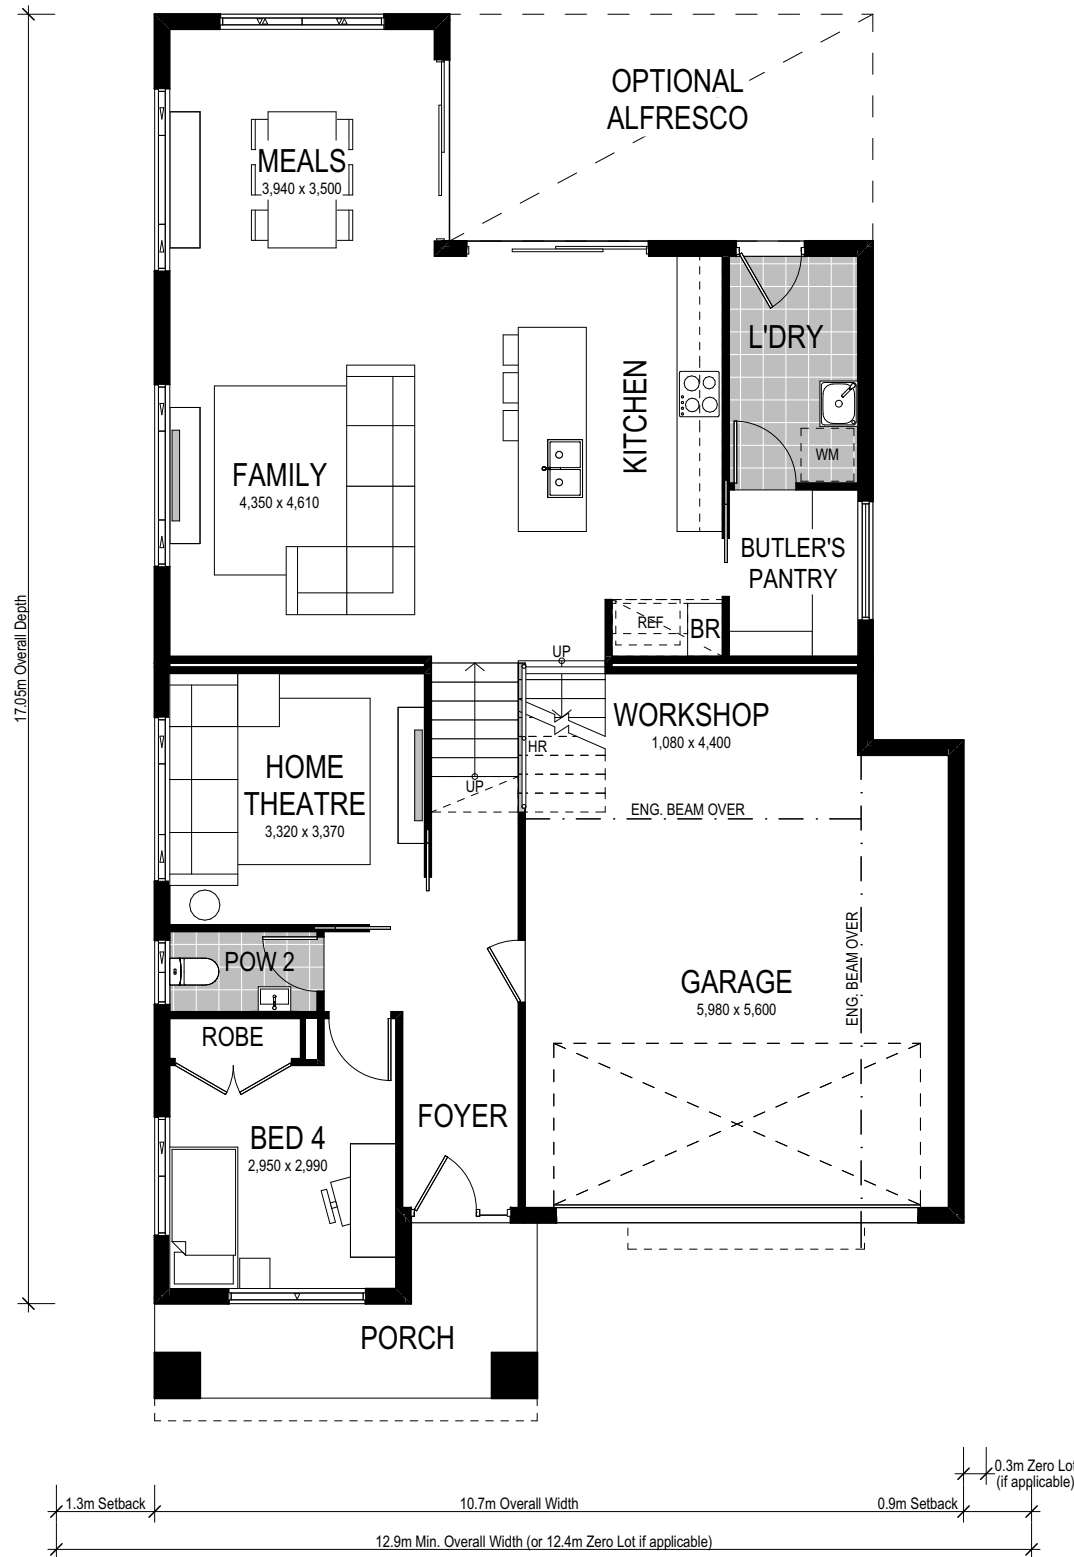 OPTIONAL
ALFRESCO
MEALS
3,940 x 3,500
L'DRY
KITCHEN
WM
FAMILY
4,350 x 4,610
BUTLER'S
PANTRY
REF
BR
UP
17.05m Overall Depth
WORKSHOP
1,080 x 4,400
HR
HOME
THEATRE
3,320 x 3,370
UP
ENG. BEAM OVER
ENG. BEAM OVER
POW 2
GARAGE
5,980 x 5,600
ROBE
FOYER
BED 4
2,950 x 2,990
PORCH
0.3m Zero Lot
(if applicable)
1.3m Setback
10.7m Overall Width
0.9m Setback
12.9m Min. Overall Width (or 12.4m Zero Lot if applicable)